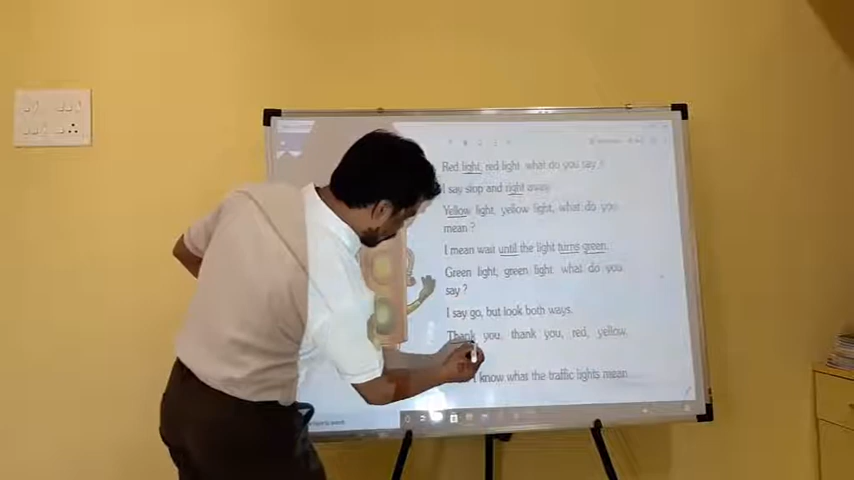 Red light, red light what do you say ?
I say stop and right away.
Yellow light, yellow light, what do you
mean ?
I mean wait until the light turns green.
Green light, green light what do you
say ?
I say go, but look both ways.
Thank you, thank you, red, yellow,
I know what the traffic lights mean